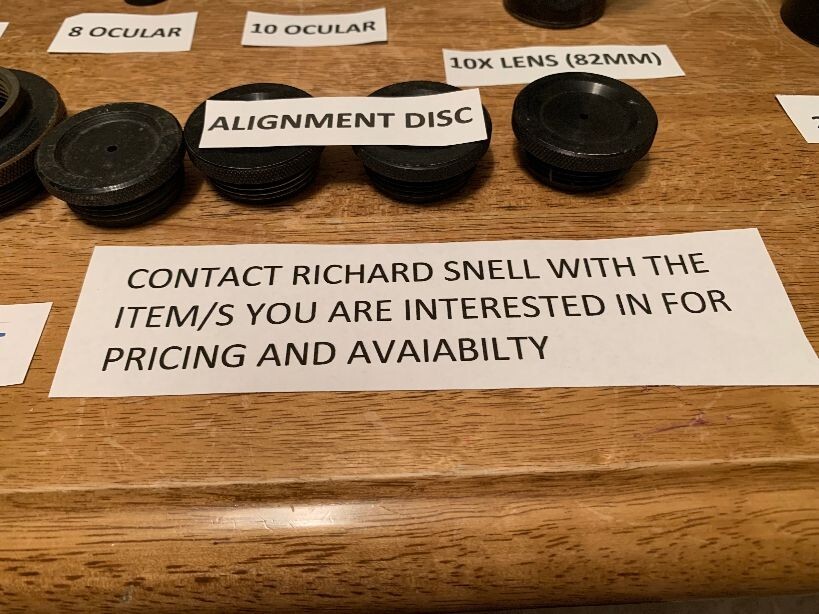 8 OCULAR
10 OCULAR
10X LENS (82MM)
ALIGNMENT DISC
CONTACT RICHARD SNELL WITH THE
ITEM/S YOU ARE INTERESTED IN FOR
PRICING AND AVAIABILTY